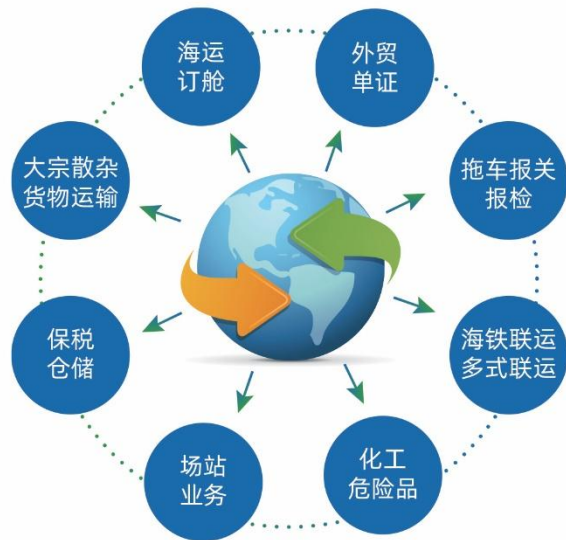 海运
订舱
外贸
单证
拖车报关
报检
海铁联运
多式联运
化工
危险品
场站
业务
保税
仓储
大宗散杂
货物运输